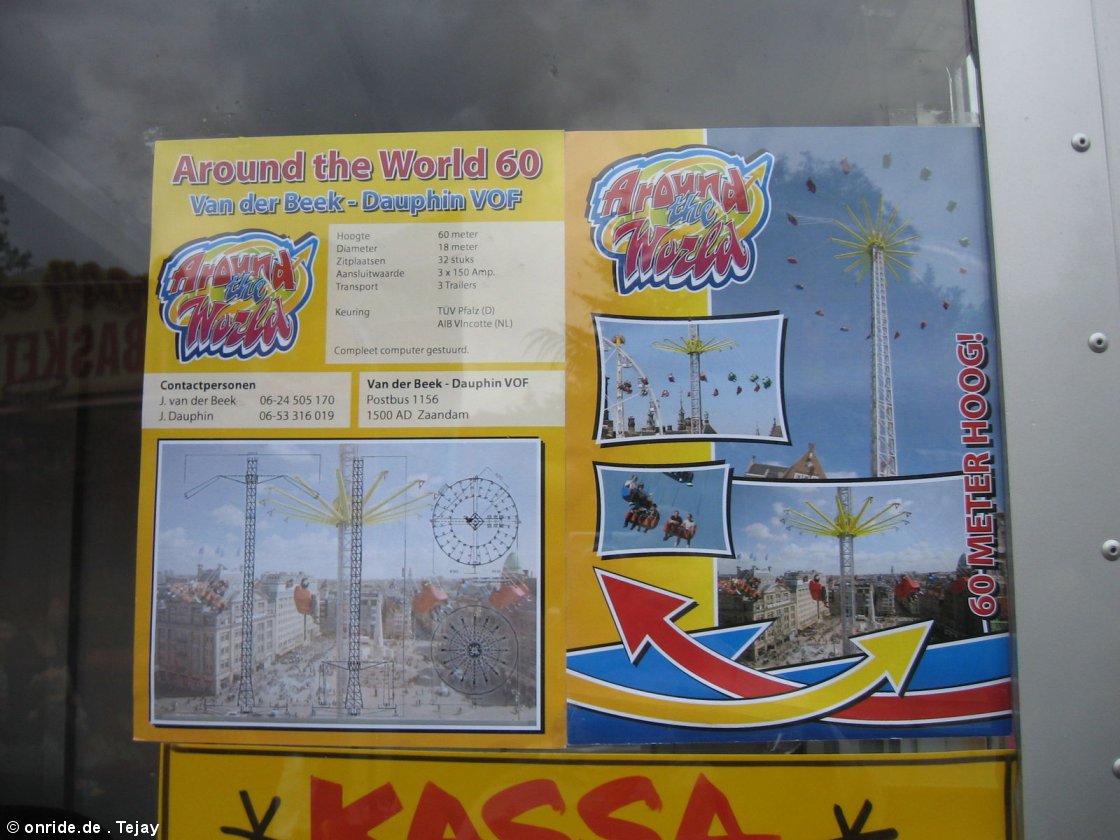 Around the World 60
Van der Beek - Dauphin VOF
Around
the
World
Hoogte 60 meter
Diameter 18 meter
Zitplaatsen 32 stuks
Aansluitwaarde 3 x 150 Amp.
Transport 3 Trailers
Keuring TÜV Pfalz (D)
AIB VIncotte (NL)
Compleet computer gestuurd.
Contactpersonen
J. van der Beek 06-24 505 170
J. Dauphin 06-53 316 019
Van der Beek - Dauphin VOF
Postbus 1156
1500 AD Zaandam
Around
the
World
60 METER HOOG!
KASSA
© onride.de . Tejay